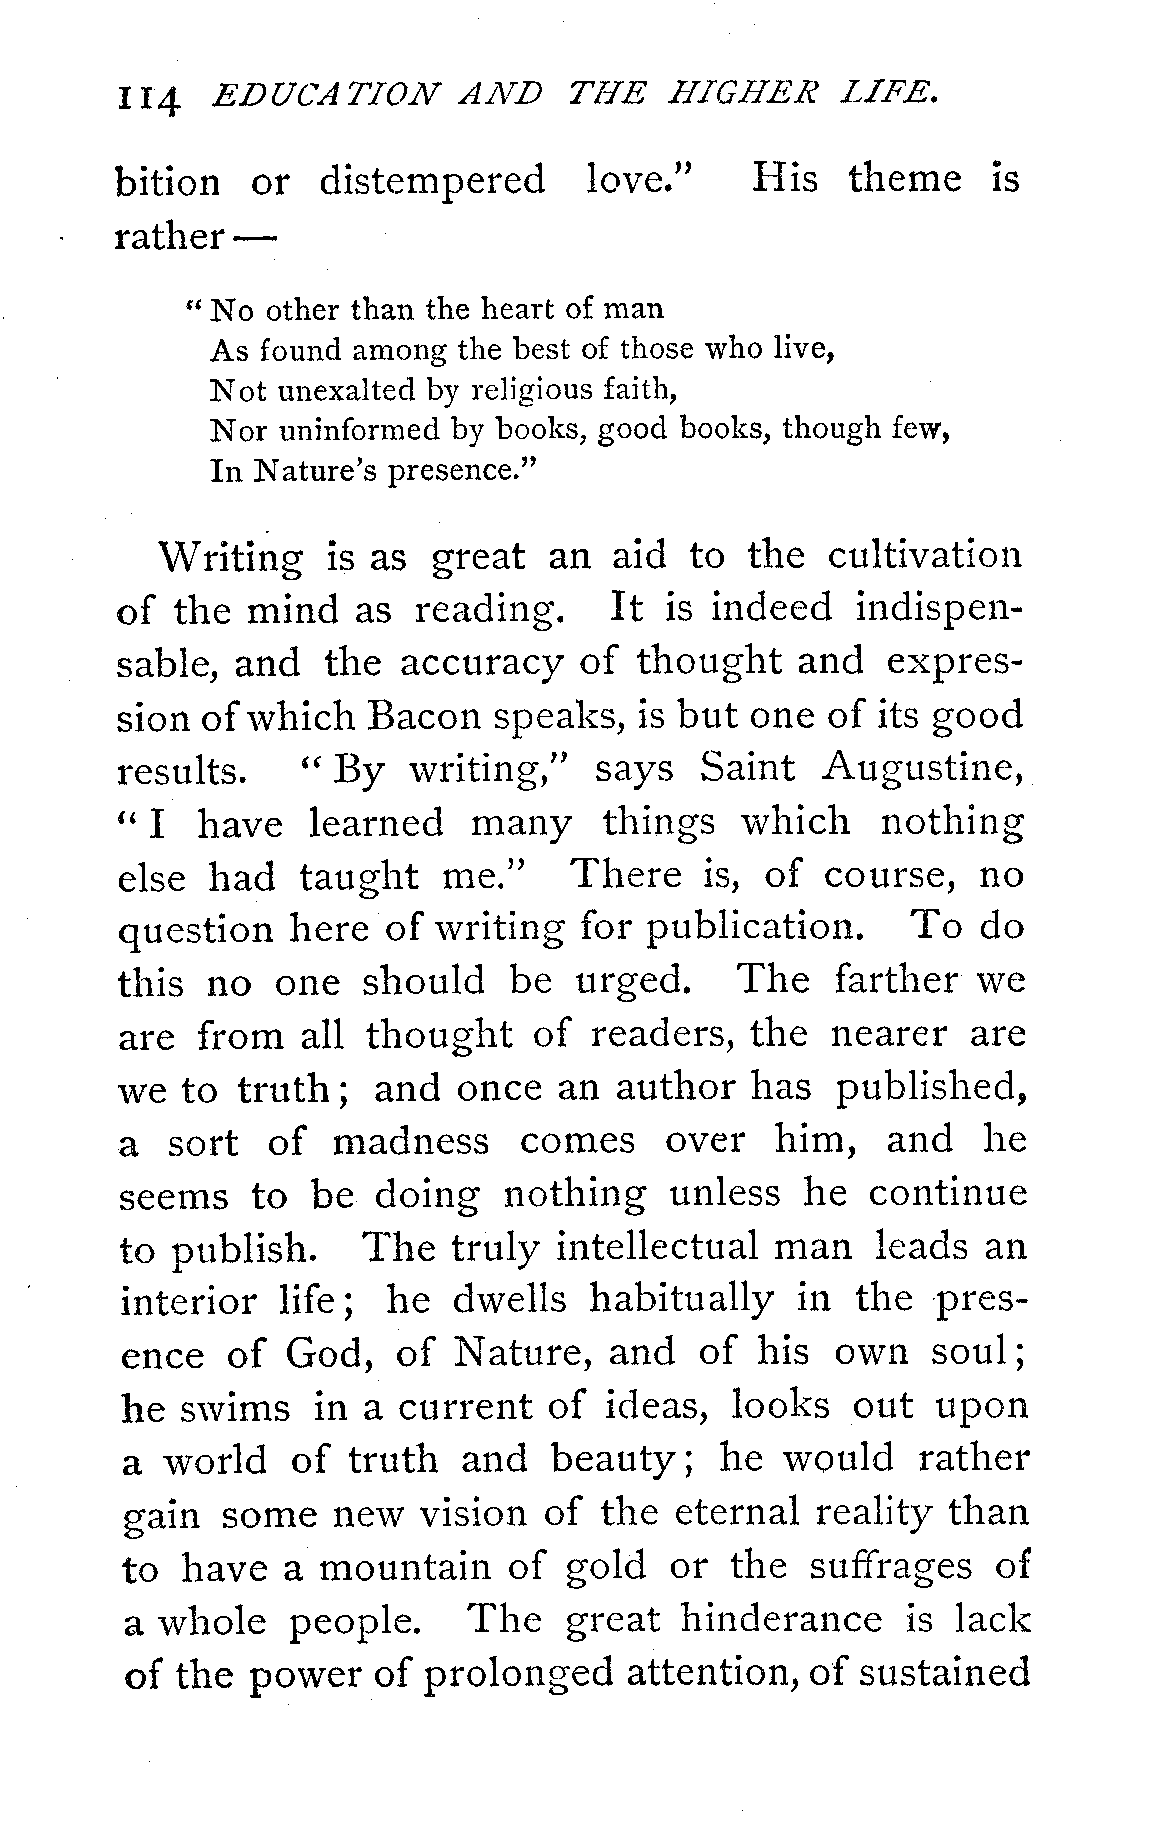 114 EDUCATION AND THE HIGHER LIFE.
bition or distempered love.” His theme is
rather —
“ No other than the heart of man
As found among the best of those who live,
Not unexalted by religious faith,
Nor uninformed by books, good books, though few,
In Nature’s presence.”
Writing is as great an aid to the cultivation
of the mind as reading. It is indeed indispen-
sable, and the accuracy of thought and expres-
sion of which Bacon speaks, is but one of its good
results. “ By writing,” says Saint Augustine,
“ I have learned many things which nothing
else had taught me.” There is, of course, no
question here of writing for publication. To do
this no one should be urged. The farther we
are from all thought of readers, the nearer are
we to truth ; and once an author has published,
a sort of madness comes over him, and he
seems to be doing nothing unless he continue
to publish. The truly intellectual man leads an
interior life ; he dwells habitually in the pres-
ence of God, of Nature, and of his own soul ;
he swims in a current of ideas, looks out upon
a world of truth and beauty ; he would rather
gain some new vision of the eternal reality than
to have a mountain of gold or the suffrages of
a whole people. The great hinderance is lack
of the power of prolonged attention, of sustained